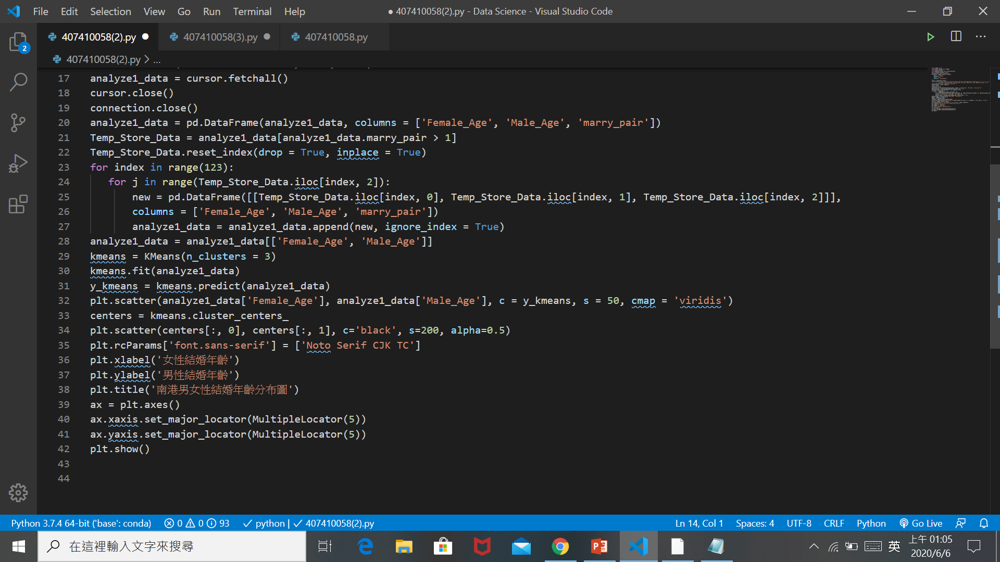 File Edit Selection View Go Run Terminal Help ● 407410058(2).py - Data Science - Visual Studio Code
407410058(2).py 407410058(3).py 407410058.py
2
407410058(2).py > ...
17 analyze1_data = cursor.fetchall()
18 cursor.close()
19 connection.close()
20 analyze1_data = pd.DataFrame(analyze1_data, columns = ['Female_Age', 'Male_Age', 'marry_pair'])
21 Temp_Store_Data = analyze1_data[analyze1_data.marry_pair > 1]
22 Temp_Store_Data.reset_index(drop = True, inplace = True)
23 for index in range(123):
24 for j in range(Temp_Store_Data.iloc[index, 2]):
25 new = pd.DataFrame([[Temp_Store_Data.iloc[index, 0], Temp_Store_Data.iloc[index, 1], Temp_Store_Data.iloc[index, 2]]],
26 columns = ['Female_Age', 'Male_Age', 'marry_pair'])
27 analyze1_data = analyze1_data.append(new, ignore_index = True)
28 analyze1_data = analyze1_data[['Female_Age', 'Male_Age']]
29 kmeans = KMeans(n_clusters = 3)
30 kmeans.fit(analyze1_data)
31 y_kmeans = kmeans.predict(analyze1_data)
32 plt.scatter(analyze1_data['Female_Age'], analyze1_data['Male_Age'], c = y_kmeans, s = 50, cmap = 'viridis')
33 centers = kmeans.cluster_centers_
34 plt.scatter(centers[:, 0], centers[:, 1], c='black', s=200, alpha=0.5)
35 plt.rcParams['font.sans-serif'] = ['Noto Serif CJK TC']
36 plt.xlabel('女性結婚年齡')
37 plt.ylabel('男性結婚年齡')
38 plt.title('南港男女性結婚年齡分布圖')
39 ax = plt.axes()
40 ax.xaxis.set_major_locator(MultipleLocator(5))
41 ax.yaxis.set_major_locator(MultipleLocator(5))
42 plt.show()
43
44
Python 3.7.4 64-bit ('base': conda) 0 0 93 ✓ python | ✓ 407410058(2).py Ln 14, Col 1 Spaces: 4 UTF-8 CRLF Python Go Live
在這裡輸入文字來搜尋 英 上午 01:05
2020/6/6